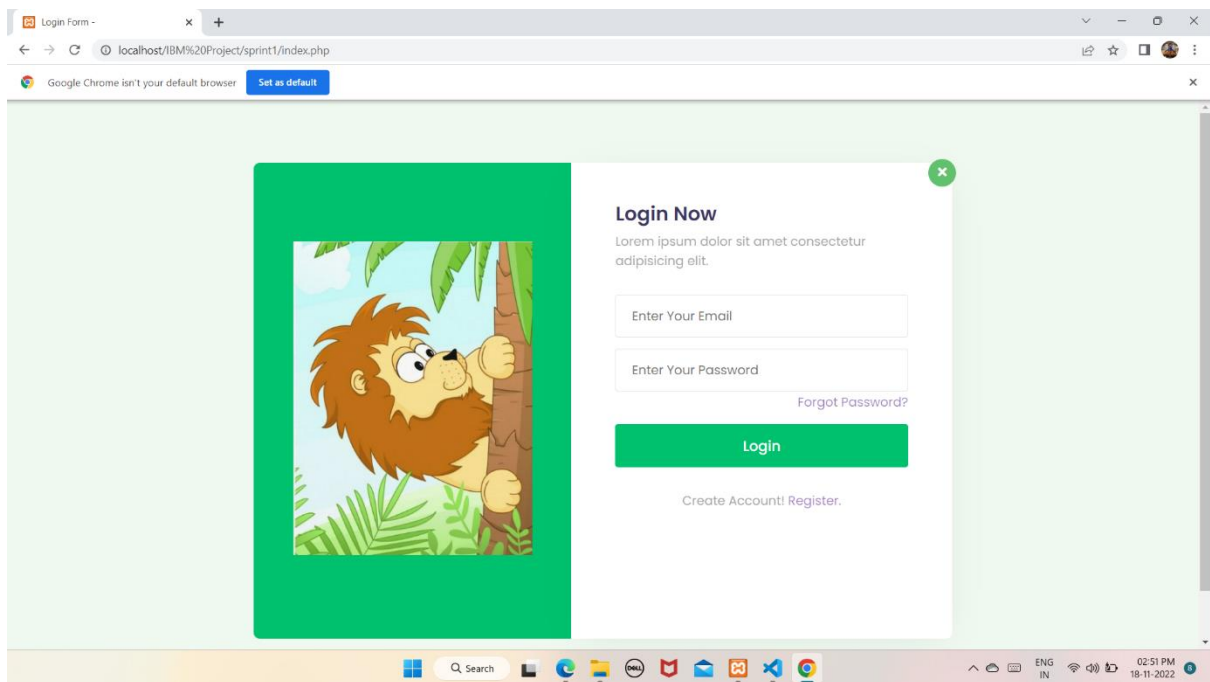 Login Form -
localhost/IBM%20Project/sprint1/index.php
Google Chrome isn't your default browser
Set as default
Login Now
Lorem ipsum dolor sit amet consectetur
adipisicing elit.
Enter Your Email
Enter Your Password
Forgot Password?
Login
Create Account! Register.
Search
DELL
ENG
IN
02:51 PM
18-11-2022
8